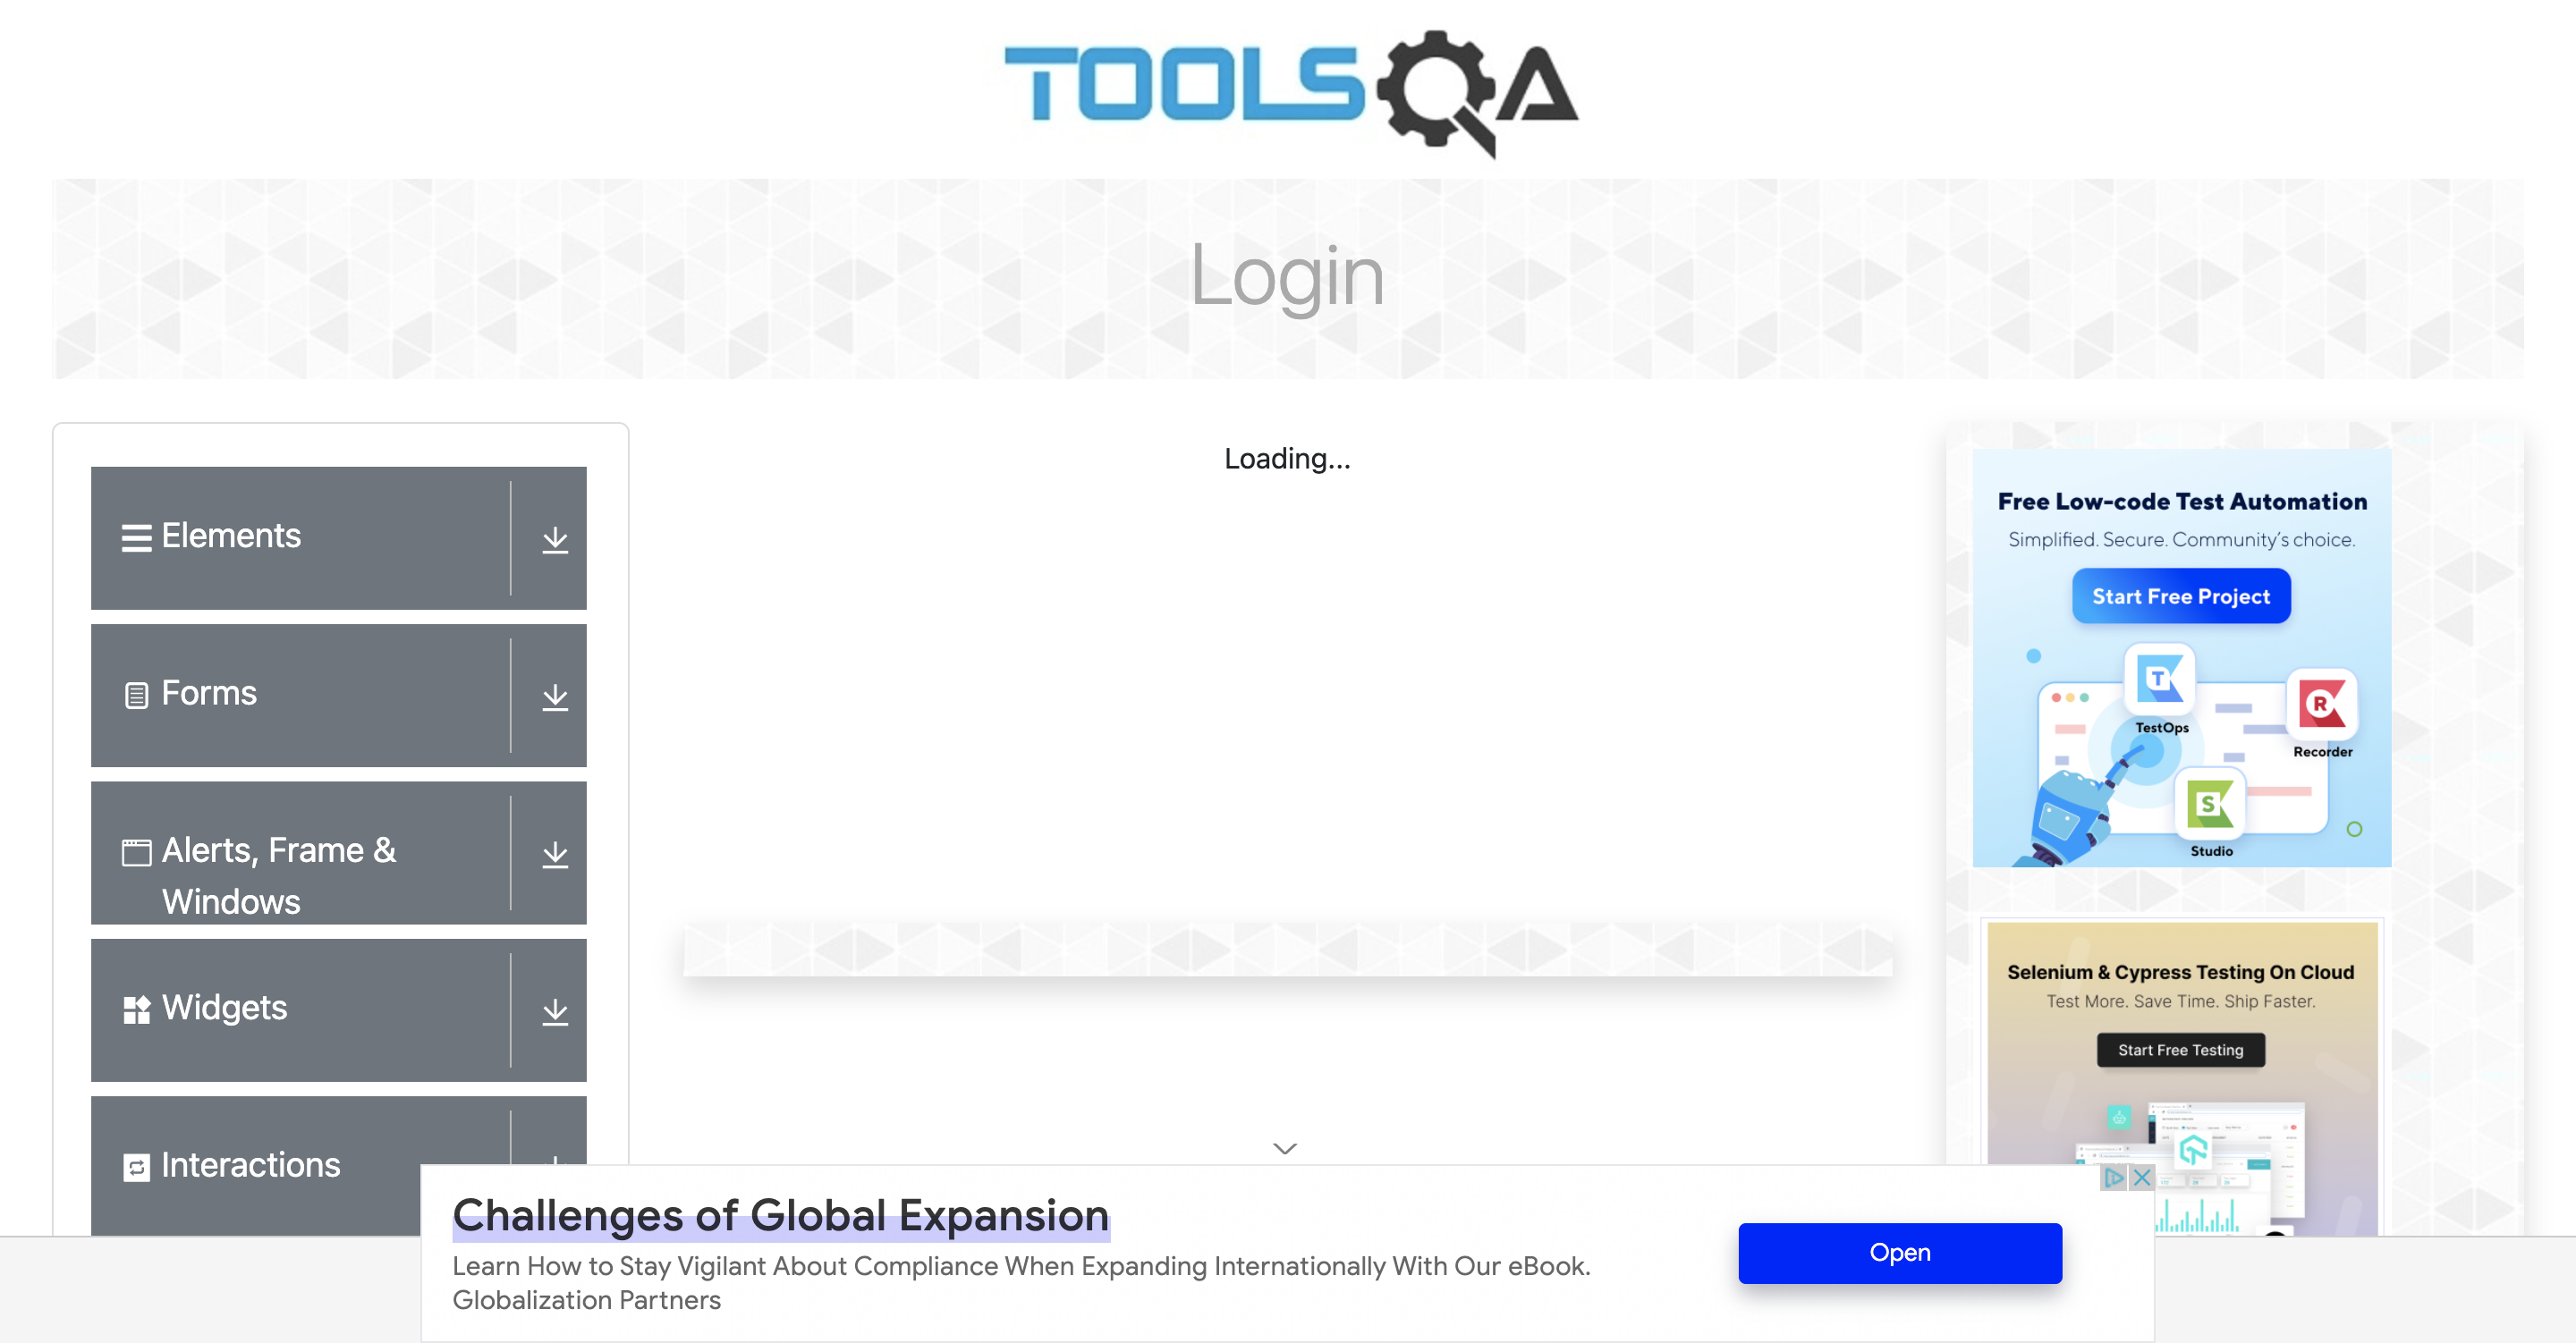 TOOLSQA
Login
Elements
Forms
Alerts, Frame &
Windows
Widgets
Interactions
Loading...
Free Low-code Test Automation
Simplified. Secure. Community's choice.
Start Free Project
T
TestOps
R
Recorder
S
Studio
Selenium & Cypress Testing On Cloud
Test More. Save Time. Ship Faster.
Start Free Testing
Challenges of Global Expansion
Learn How to Stay Vigilant About Compliance When Expanding Internationally With Our eBook.
Globalization Partners
Open